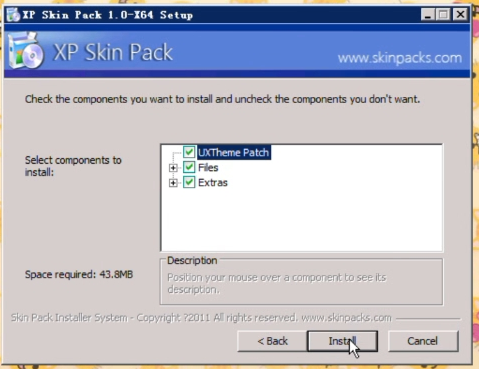 XP Skin Pack 1.0-X64 Setup
XP Skin Pack
www.skinpacks.com
Check the components you want to install and uncheck the components you don't want.
Select components to
install:
UXTheme Patch
Files
Extras
Space required: 43.8MB
Description
Position your mouse over a component to see its
description.
Skin Pack Installer System - Copyright ?2011 All rights reserved. www.skinpacks.com
< Back
Install
Cancel